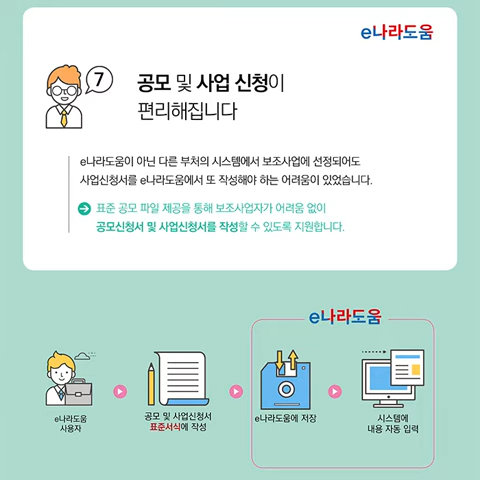 e나라도움
7
공모 및 사업 신청이
편리해집니다
e나라도움이 아닌 다른 부처의 시스템에서 보조사업에 선정되어도
사업신청서를 e나라도움에서 또 작성해야 하는 어려움이 있었습니다.
표준 공모 파일 제공을 통해 보조사업자가 어려움 없이
공모신청서 및 사업신청서를 작성할 수 있도록 지원합니다.
e나라도움
e나라도움
사용자
공모 및 사업신청서
표준서식에 작성
e나라도움에 저장
시스템에
내용 자동 입력